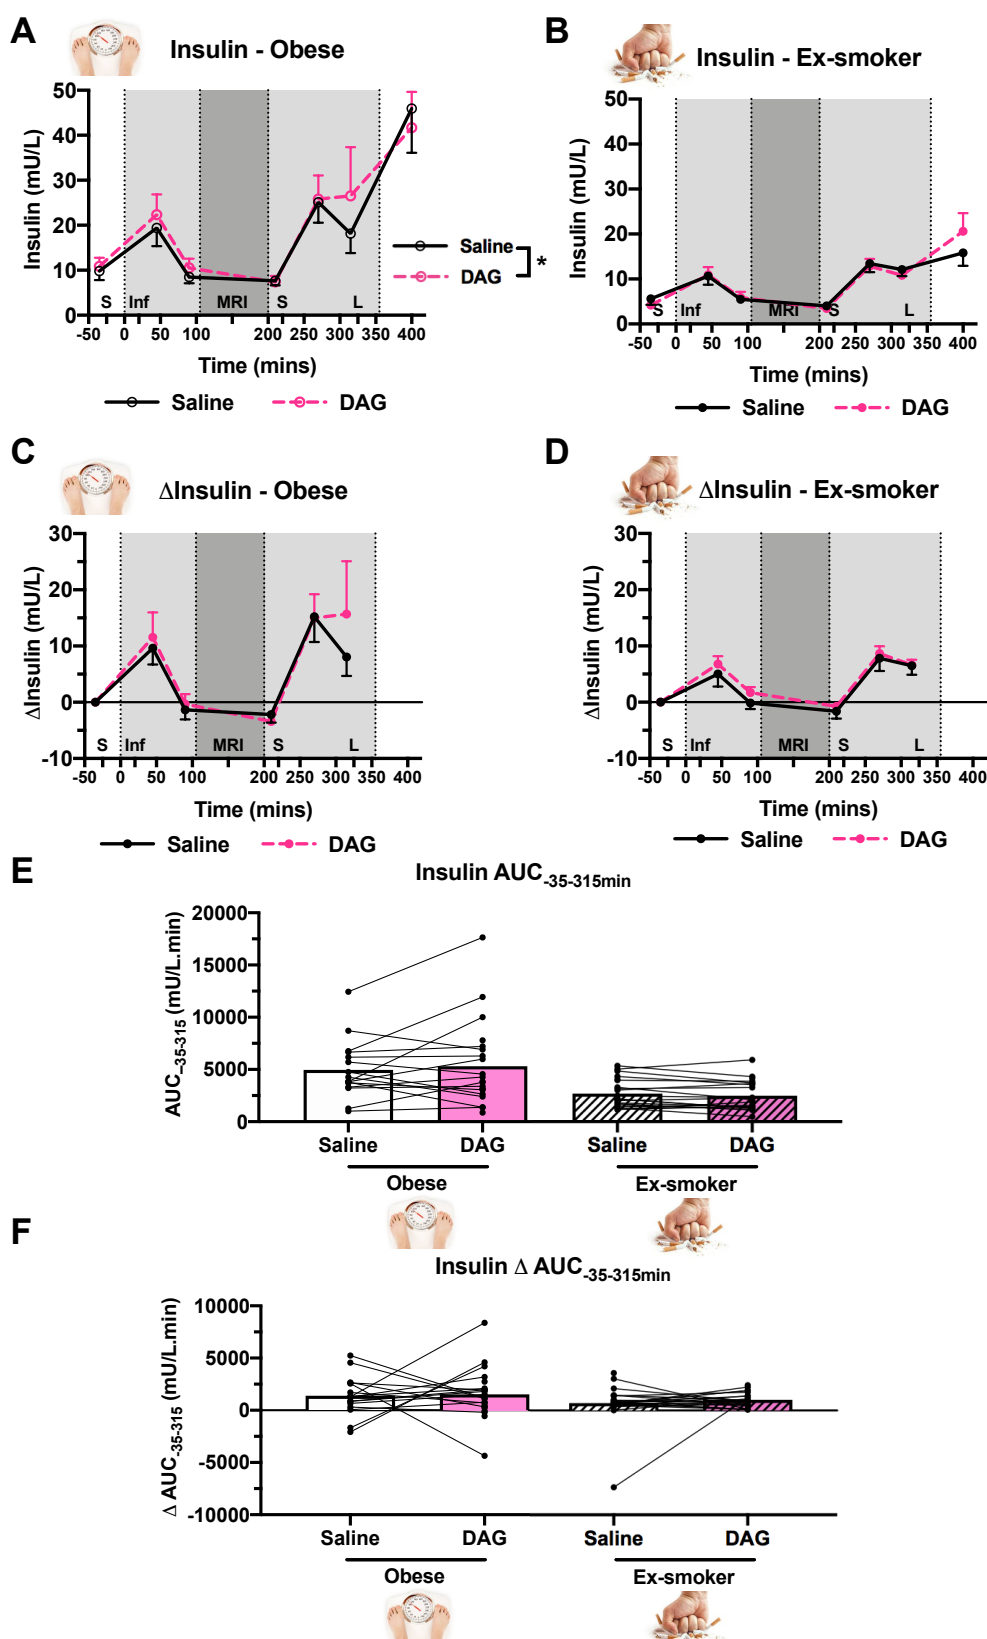 A
Insulin - Obese
Insulin (mU/L)
50
40
30
20
10
0
S Inf MRI S L
-50 0 50 100 200 250 300 350 400
Time (mins)
Saline DAG
Saline
DAG
*
B
Insulin - Ex-smoker
Insulin (mU/L)
50
40
30
20
10
0
S Inf MRI S L
-50 0 50 100 200 250 300 350 400
Time (mins)
Saline DAG
C
ΔInsulin - Obese
ΔInsulin (mU/L)
30
20
10
0
-10
S Inf MRI S L
-50 0 50 100 200 250 300 350 400
Time (mins)
Saline DAG
D
ΔInsulin - Ex-smoker
ΔInsulin (mU/L)
30
20
10
0
-10
S Inf MRI S L
-50 0 50 100 200 250 300 350 400
Time (mins)
Saline DAG
E
Insulin AUC-35-315min
AUC-35-315 (mU/L.min)
20000
15000
10000
5000
0
Saline DAG Saline DAG
Obese Ex-smoker
F
Insulin Δ AUC-35-315min
Δ AUC-35-315 (mU/L.min)
10000
5000
0
-5000
-10000
Saline DAG Saline DAG
Obese Ex-smoker